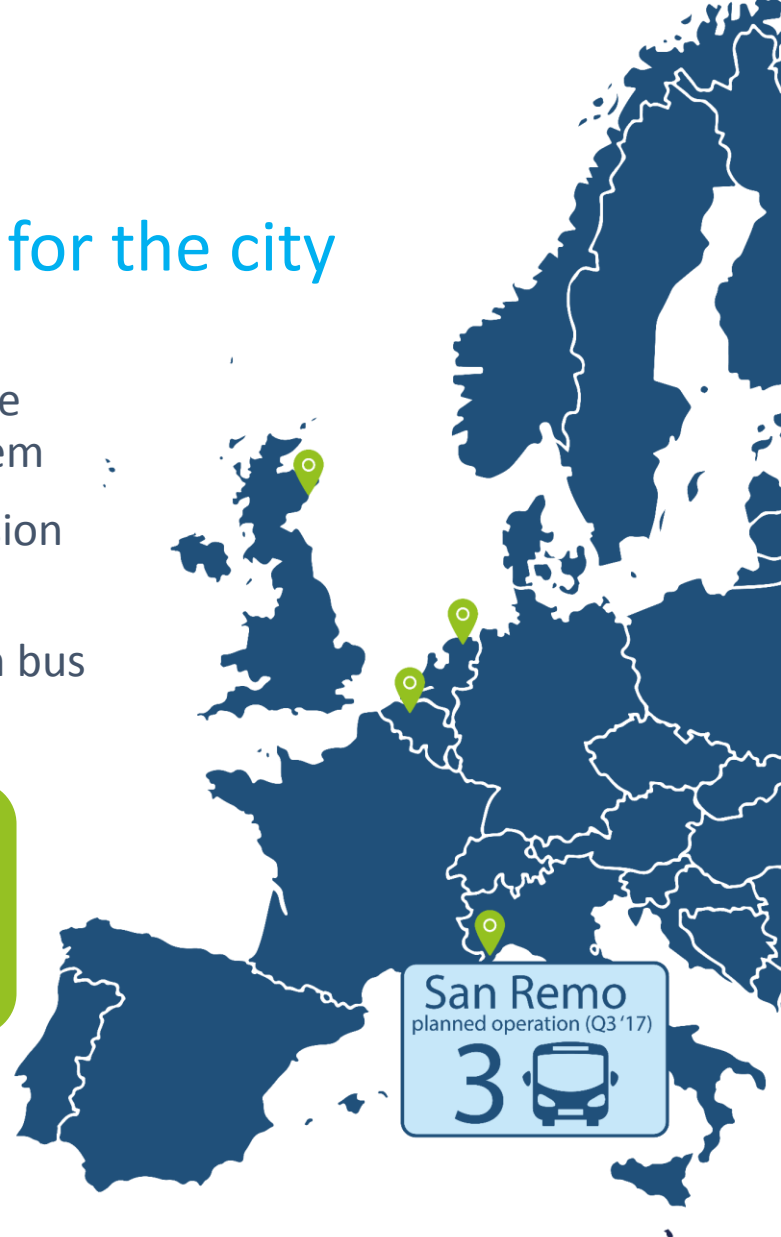 for the city
e
em
ion
n bus
San Remo
planned operation (Q3 ‘17)
3